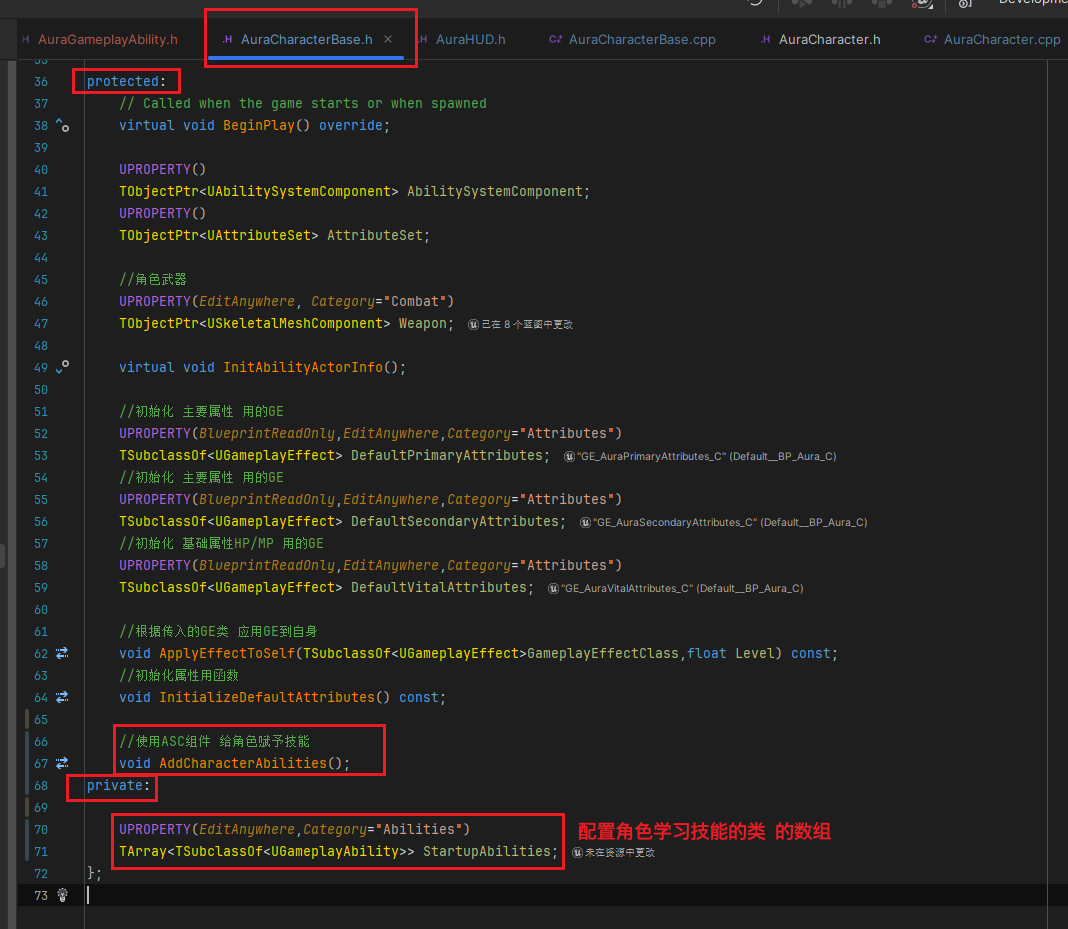 Developme
AuraGameplayAbility.h
AuraCharacterBase.h
AuraHUD.h
AuraCharacterBase.cpp
AuraCharacter.h
AuraCharacter.cpp
36 protected:
37 // Called when the game starts or when spawned
38 virtual void BeginPlay() override;
39
40 UPROPERTY()
41 TObjectPtr<UAbilitySystemComponent> AbilitySystemComponent;
42 UPROPERTY()
43 TObjectPtr<UAttributeSet> AttributeSet;
44
45 //角色武器
46 UPROPERTY(EditAnywhere, Category="Combat")
47 TObjectPtr<USkeletalMeshComponent> Weapon; 已在 8 个蓝图中更改
48
49 virtual void InitAbilityActorInfo();
50
51 //初始化 主要属性 用的GE
52 UPROPERTY(BlueprintReadOnly,EditAnywhere,Category="Attributes")
53 TSubclassOf<UGameplayEffect> DefaultPrimaryAttributes; "GE_AuraPrimaryAttributes_C" (Default__BP_Aura_C)
54 //初始化 主要属性 用的GE
55 UPROPERTY(BlueprintReadOnly,EditAnywhere,Category="Attributes")
56 TSubclassOf<UGameplayEffect> DefaultSecondaryAttributes; "GE_AuraSecondaryAttributes_C" (Default__BP_Aura_C)
57 //初始化 基础属性HP/MP 用的GE
58 UPROPERTY(BlueprintReadOnly,EditAnywhere,Category="Attributes")
59 TSubclassOf<UGameplayEffect> DefaultVitalAttributes; "GE_AuraVitalAttributes_C" (Default__BP_Aura_C)
60
61 //根据传入的GE类 应用GE到自身
62 void ApplyEffectToSelf(TSubclassOf<UGameplayEffect>GameplayEffectClass,float Level) const;
63 //初始化属性用函数
64 void InitializeDefaultAttributes() const;
65
66 //使用ASC组件 给角色赋予技能
67 void AddCharacterAbilities();
68 private:
69
70 UPROPERTY(EditAnywhere,Category="Abilities")
配置角色学习技能的类 的数组
71 TArray<TSubclassOf<UGameplayAbility>> StartupAbilities; 未在资源中更改
72 };
73